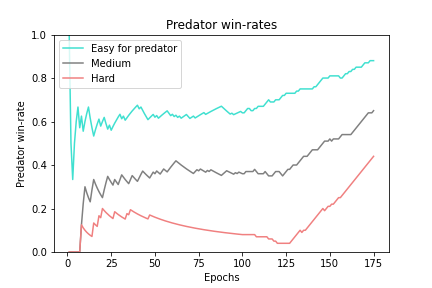 Predator win-rates
1.0
0.8
0.6
0.4
0.2
0.0
Predator win-rate
Easy for predator
Medium
Hard
0 25 50 75 100 125 150 175
Epochs